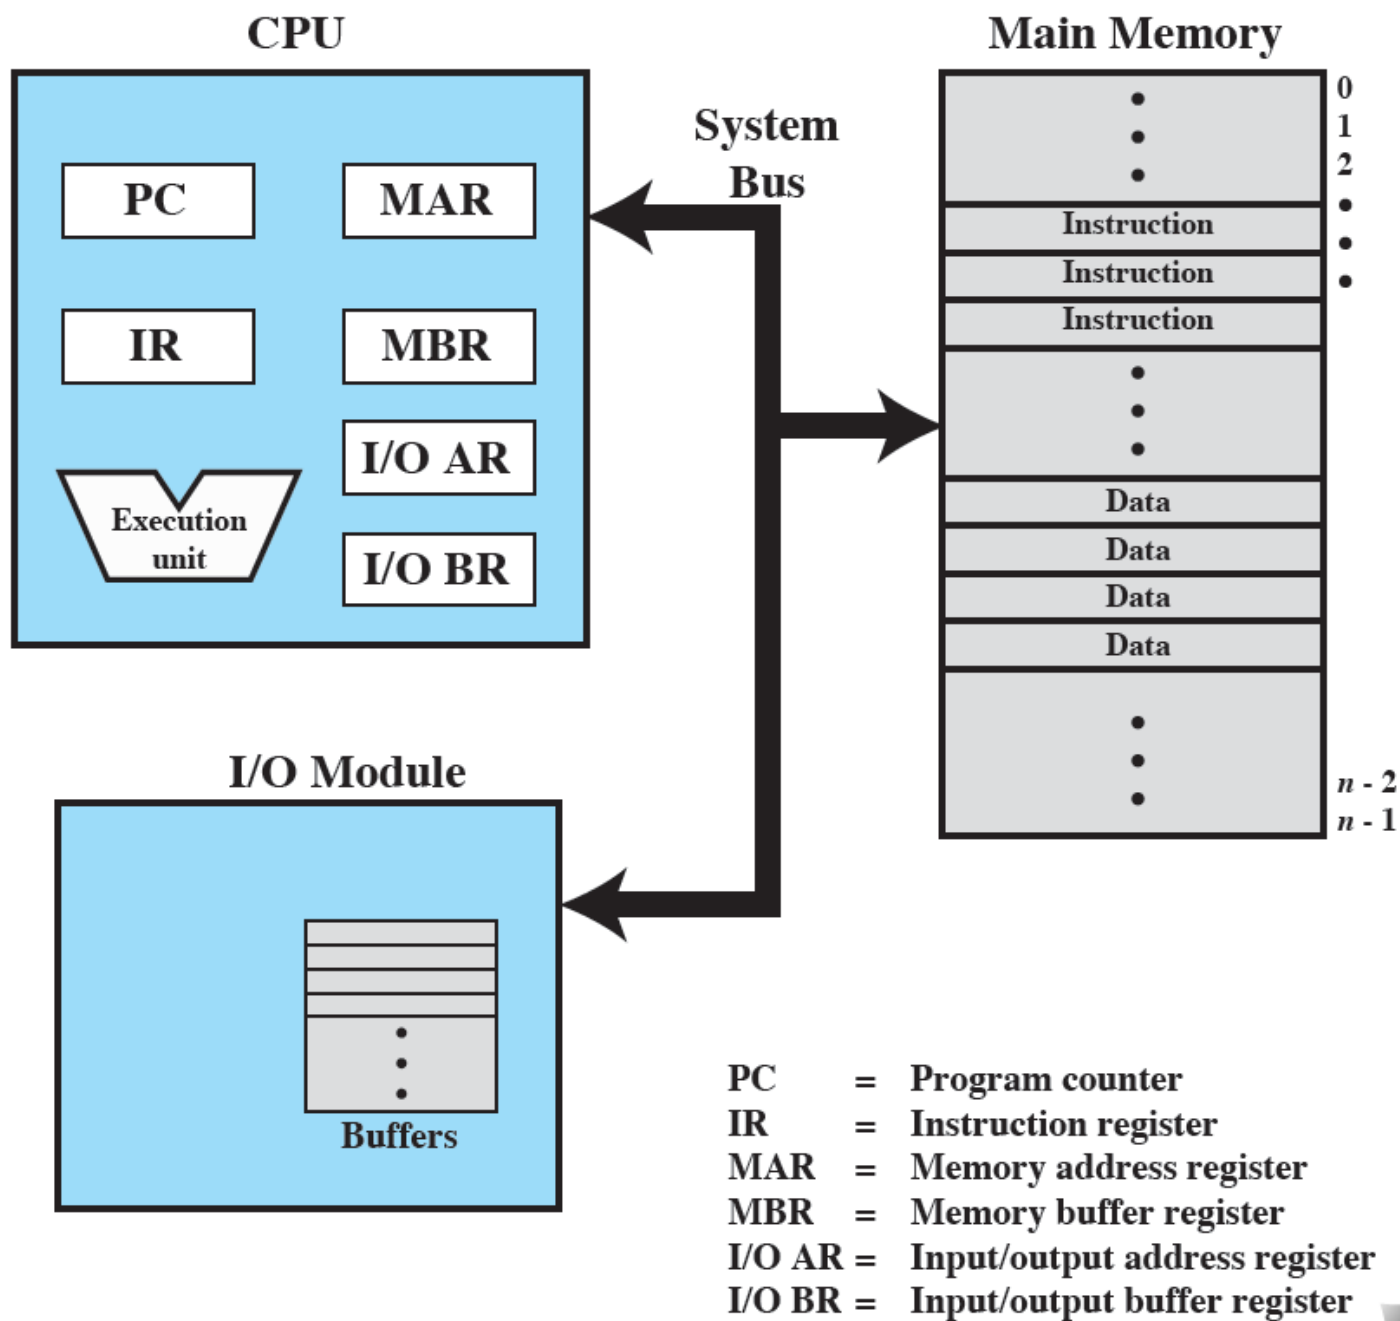 CPU
PC
MAR
IR
MBR
I/O AR
I/O BR
Execution
unit
System
Bus
Main Memory
0
1
2
Instruction
Instruction
Instruction
Data
Data
Data
Data
n - 2
n - 1
I/O Module
Buffers
PC = Program counter
IR = Instruction register
MAR = Memory address register
MBR = Memory buffer register
I/O AR = Input/output address register
I/O BR = Input/output buffer register